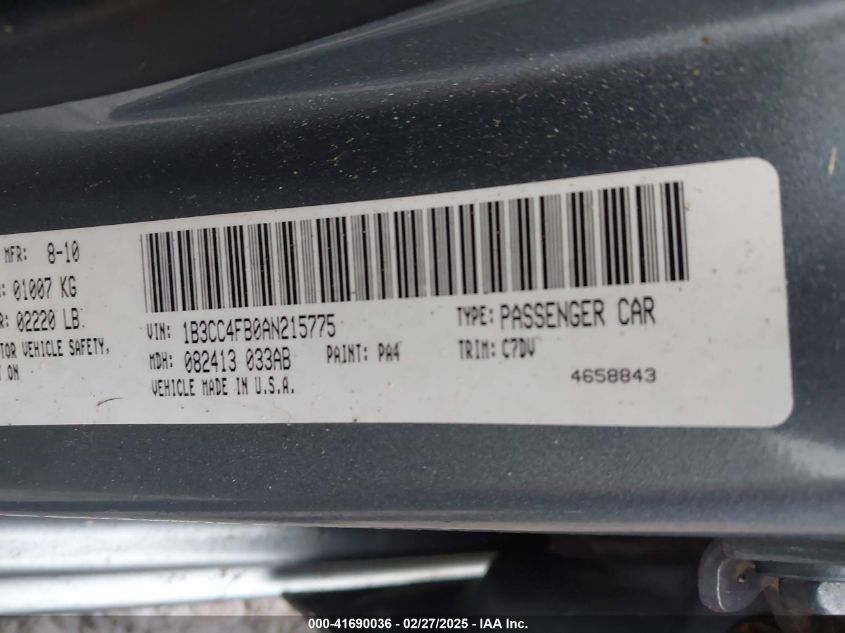 MFR: 8-10
: 01007 KG
R: 02220 LB
TOR VEHICLE SAFETY,
T ON
VIN: 1B3CC4FB0AN215775
TYPE: PASSENGER CAR
MDH: 082413 033AB
PAINT: PA4
TRIM: C7DV
VEHICLE MADE IN U.S.A.
4658843
000-41690036 - 02/27/2025 - IAA Inc.